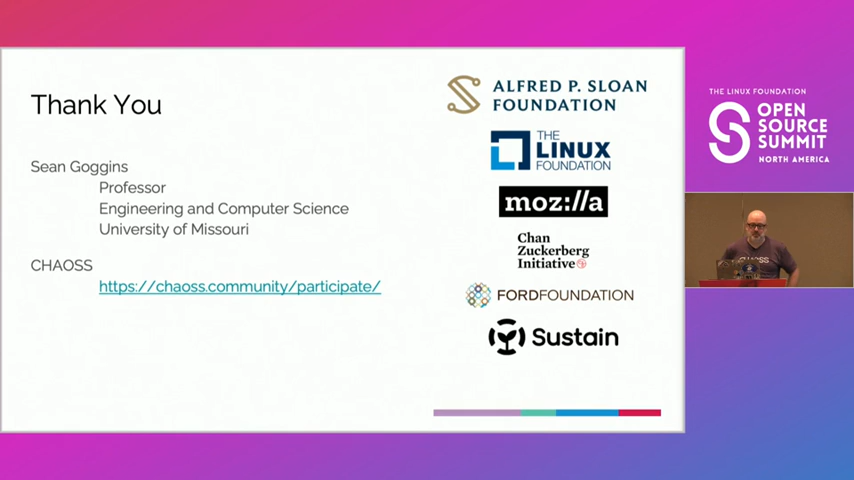 Thank You
Sean Goggins
Professor
Engineering and Computer Science
University of Missouri
CHAOSS
https://chaoss.community/participate/
ALFRED P. SLOAN
FOUNDATION
THE
LINUX
FOUNDATION
moz://a
Chan
Zuckerberg
Initiative
FORDFOUNDATION
Sustain
THE LINUX FOUNDATION
OPEN
SOURCE
SUMMIT
NORTH AMERICA
CHAOSS